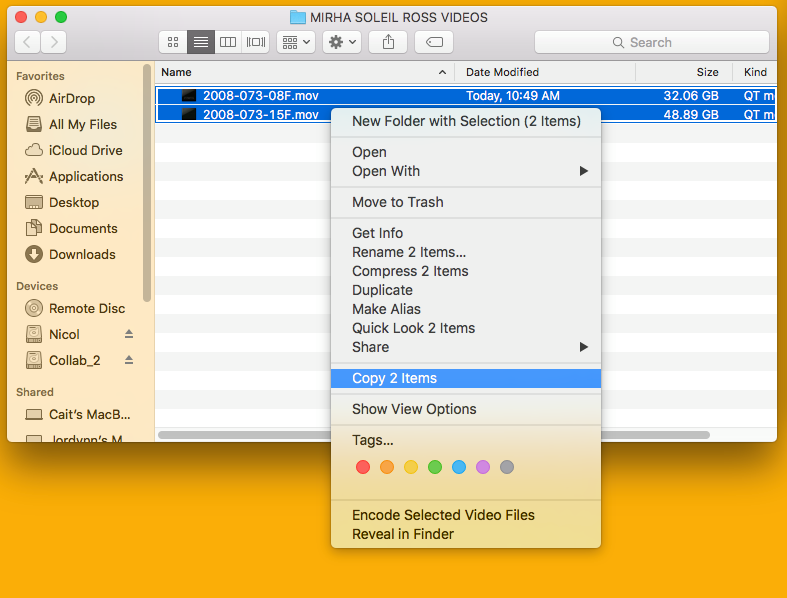 MIRHA SOLEIL ROSS VIDEOS
Search
Favorites
AirDrop
All My Files
iCloud Drive
Applications
Desktop
Documents
Downloads
Devices
Remote Disc
Nicol
Collab_2
Shared
Cait's MacB...
Jordynn's M
Name Date Modified Size Kind
2008-073-08F.mov Today, 10:49 AM 32.06 GB QT m
2008-073-15F.mov 48.89 GB QT m
New Folder with Selection (2 Items)
Open
Open With
Move to Trash
Get Info
Rename 2 Items...
Compress 2 Items
Duplicate
Make Alias
Quick Look 2 Items
Share
Copy 2 Items
Show View Options
Tags...
Encode Selected Video Files
Reveal in Finder